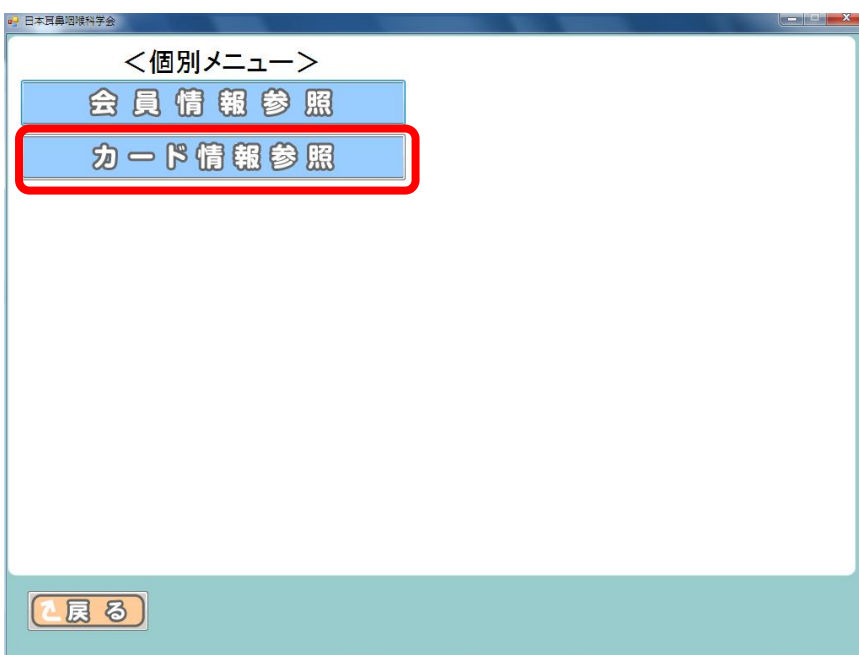 日本耳鼻咽喉科学会
＜個別メニュー＞
会員情報参照
カード情報参照
戻る